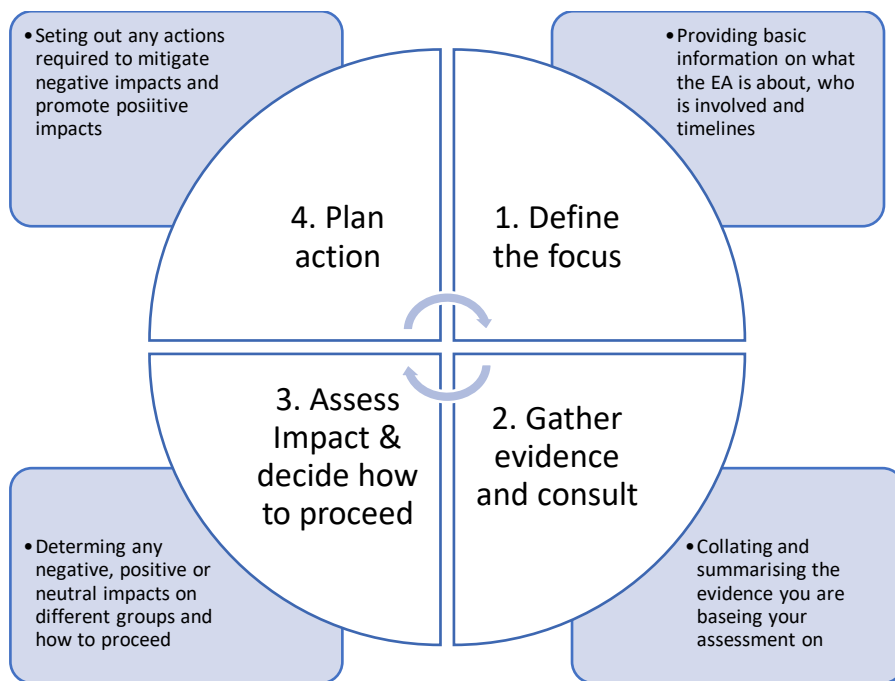 •Seting out any actions
required to mitigate
negative impacts and
promote posiitive
impacts
•Providing basic
information on what
the EA is about, who
is involved and
timelines
4. Plan
action
1. Define
the focus
3. Assess
Impact &
decide how
to proceed
2. Gather
evidence
and consult
•Determing any
negative, positive or
neutral impacts on
different groups and
how to proceed
•Collating and
summarising the
evidence you are
baseing your
assessment on